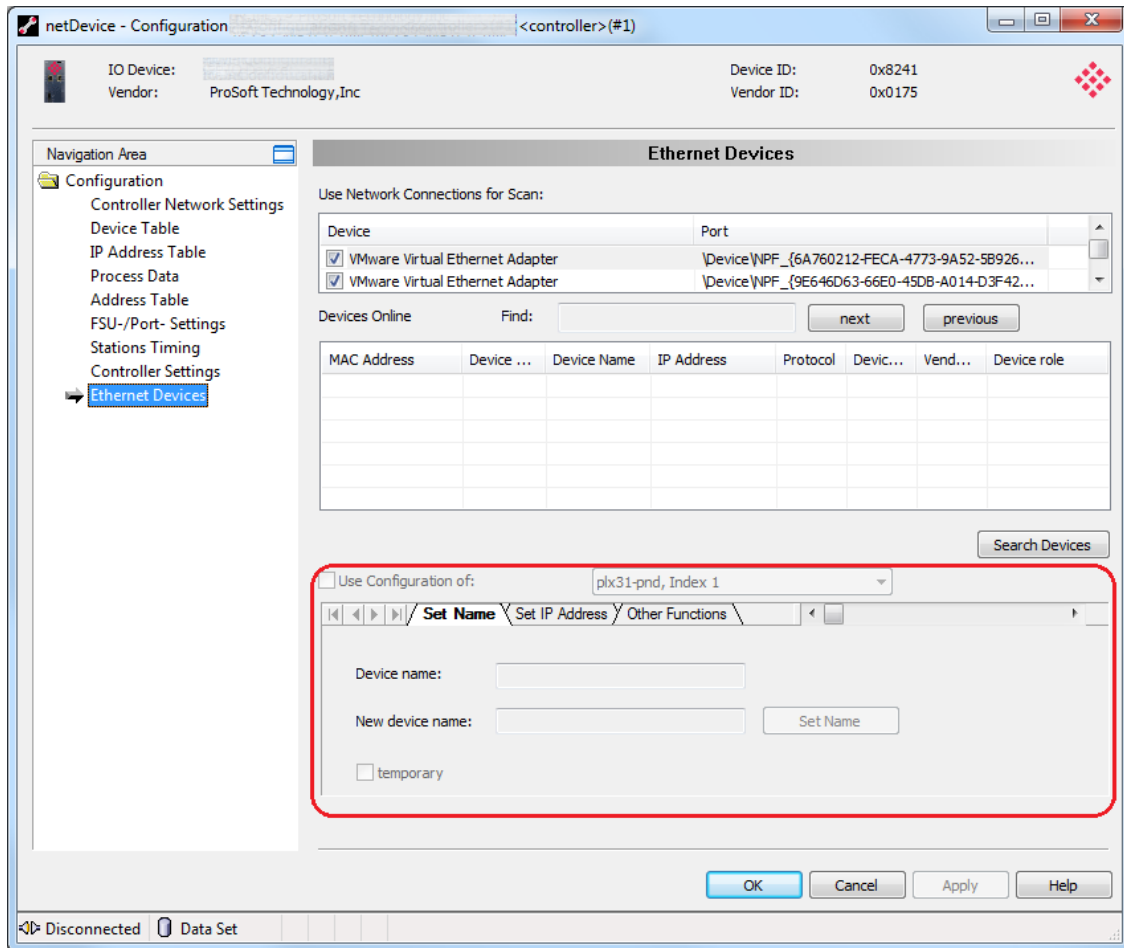 netDevice - Configuration <controller>(#1)
IO Device: Device ID: 0x8241
Vendor: ProSoft Technology,Inc Vendor ID: 0x0175
Navigation Area
Configuration
Controller Network Settings
Device Table
IP Address Table
Process Data
Address Table
FSU-/Port- Settings
Stations Timing
Controller Settings
Ethernet Devices
Ethernet Devices
Use Network Connections for Scan:
Device Port
VMware Virtual Ethernet Adapter \Device\NPF_{6A760212-FECA-4773-9A52-5B926...
VMware Virtual Ethernet Adapter \Device\NPF_{9E646D63-66E0-45DB-A014-D3F42...
Devices Online Find: next previous
MAC Address Device ... Device Name IP Address Protocol Devic... Vend... Device role
Search Devices
Use Configuration of: plx31-pnd, Index 1
Set Name Set IP Address Other Functions
Device name:
New device name: Set Name
temporary
OK Cancel Apply Help
Disconnected Data Set